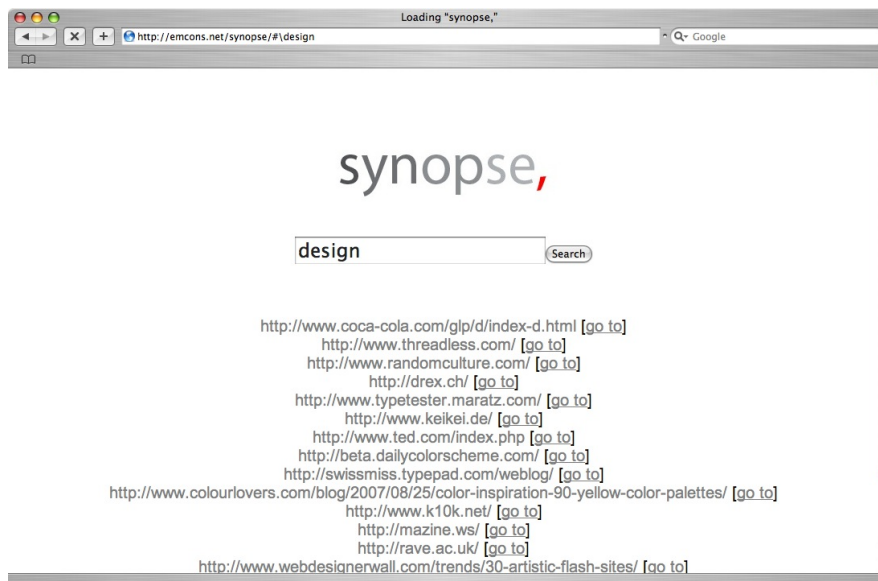 Loading "synopse,"
http://emcons.net/synopse/#\design
Google
synopse,
design
Search
http://www.coca-cola.com/glp/d/index-d.html [go to]
http://www.threadless.com/ [go to]
http://www.randomculture.com/ [go to]
http://drex.ch/ [go to]
http://www.typetester.maratz.com/ [go to]
http://www.keikei.de/ [go to]
http://www.ted.com/index.php [go to]
http://beta.dailycolorscheme.com/ [go to]
http://swissmiss.typepad.com/weblog/ [go to]
http://www.colourlovers.com/blog/2007/08/25/color-inspiration-90-yellow-color-palettes/ [go to]
http://www.k10k.net/ [go to]
http://mazine.ws/ [go to]
http://rave.ac.uk/ [go to]
http://www.webdesignerwall.com/trends/30-artistic-flash-sites/ [go to]